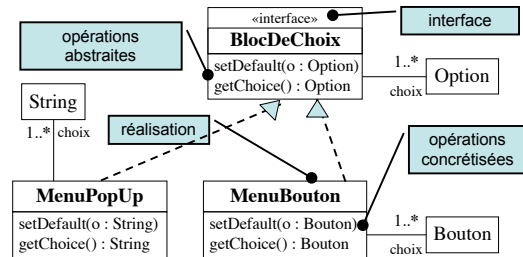 «interface»
interface
opérations
abstraites
BlocDeChoix
setDefault(o : Option)
getChoice() : Option
1..*
choix
Option
String
1..* choix
réalisation
opérations
concrétisées
MenuPopUp
setDefault(o : String)
getChoice() : String
MenuBouton
setDefault(o : Bouton)
getChoice() : Bouton
1..*
choix
Bouton